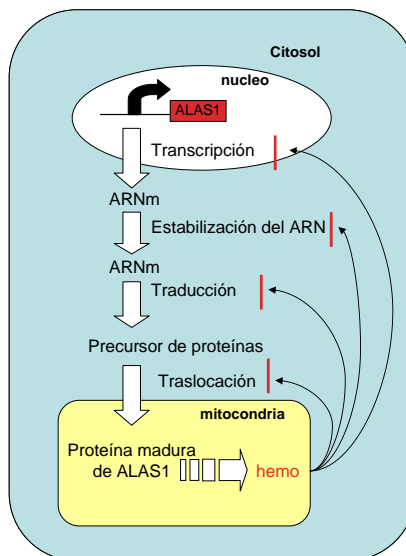 Citosol
nucleo
ALAS1
Transcripción
ARNm
Estabilización del ARN
ARNm
Traducción
Precursor de proteínas
Traslocación
mitocondria
Proteína madura
de ALAS1
hemo